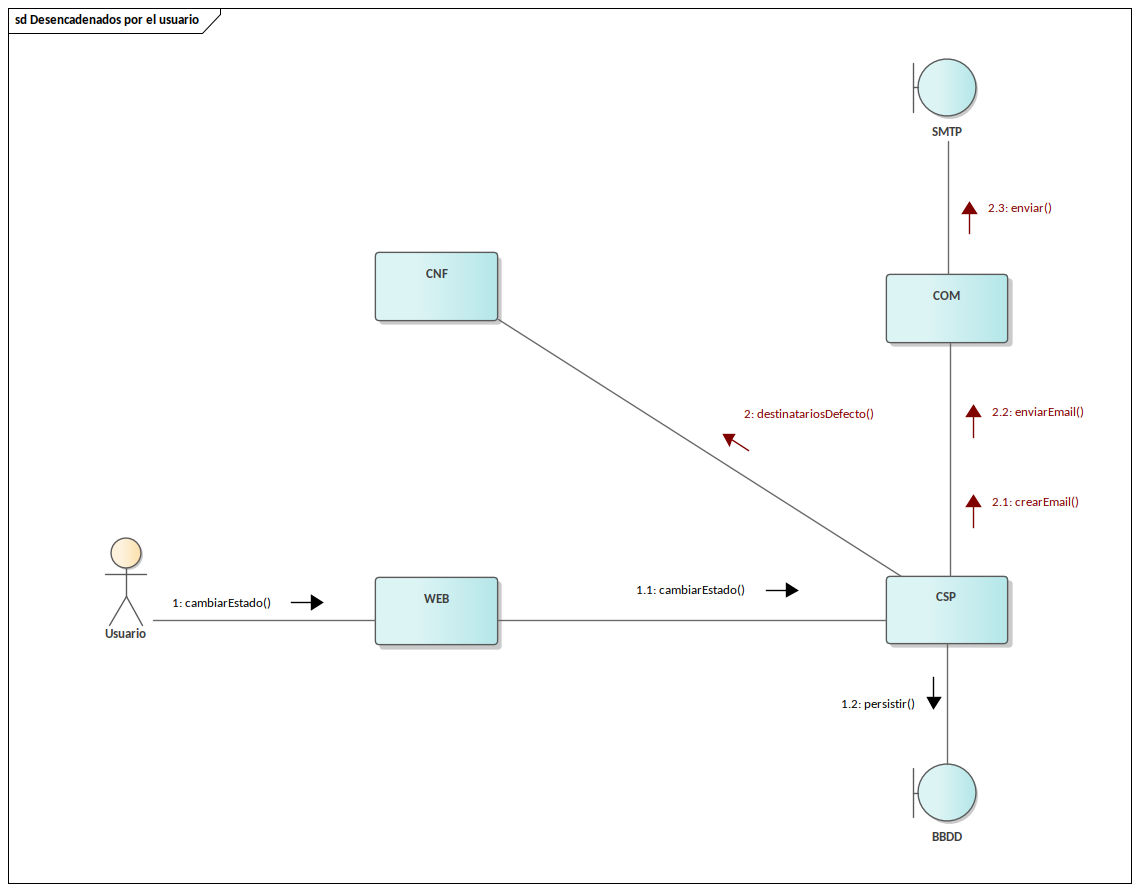 sd Desencadenados por el usuario
SMTP
2.3: enviar()
CNF
COM
2: destinatariosDefecto()
2.2: enviarEmail()
2.1: crearEmail()
1: cambiarEstado()
WEB
1.1: cambiarEstado()
CSP
Usuario
1.2: persistir()
BBDD